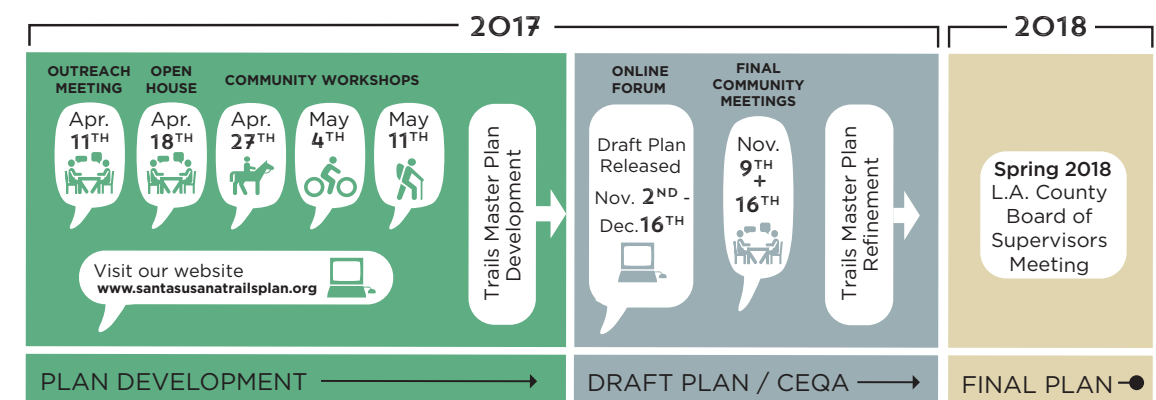 2017
2018
OUTREACH
MEETING
Apr.
11TH
OPEN
HOUSE
Apr.
18TH
COMMUNITY WORKSHOPS
Apr.
27TH
May
4TH
May
11TH
Visit our website
www.santasusanatrailsplan.org
Trails Master Plan
Development
ONLINE
FORUM
Draft Plan
Released
Nov. 2ND -
Dec.16TH
FINAL
COMMUNITY
MEETINGS
Nov.
9TH
+
16TH
Trails Master Plan
Refinement
Spring 2018
L.A. County
Board of
Supervisors
Meeting
PLAN DEVELOPMENT
DRAFT PLAN / CEQA
FINAL PLAN